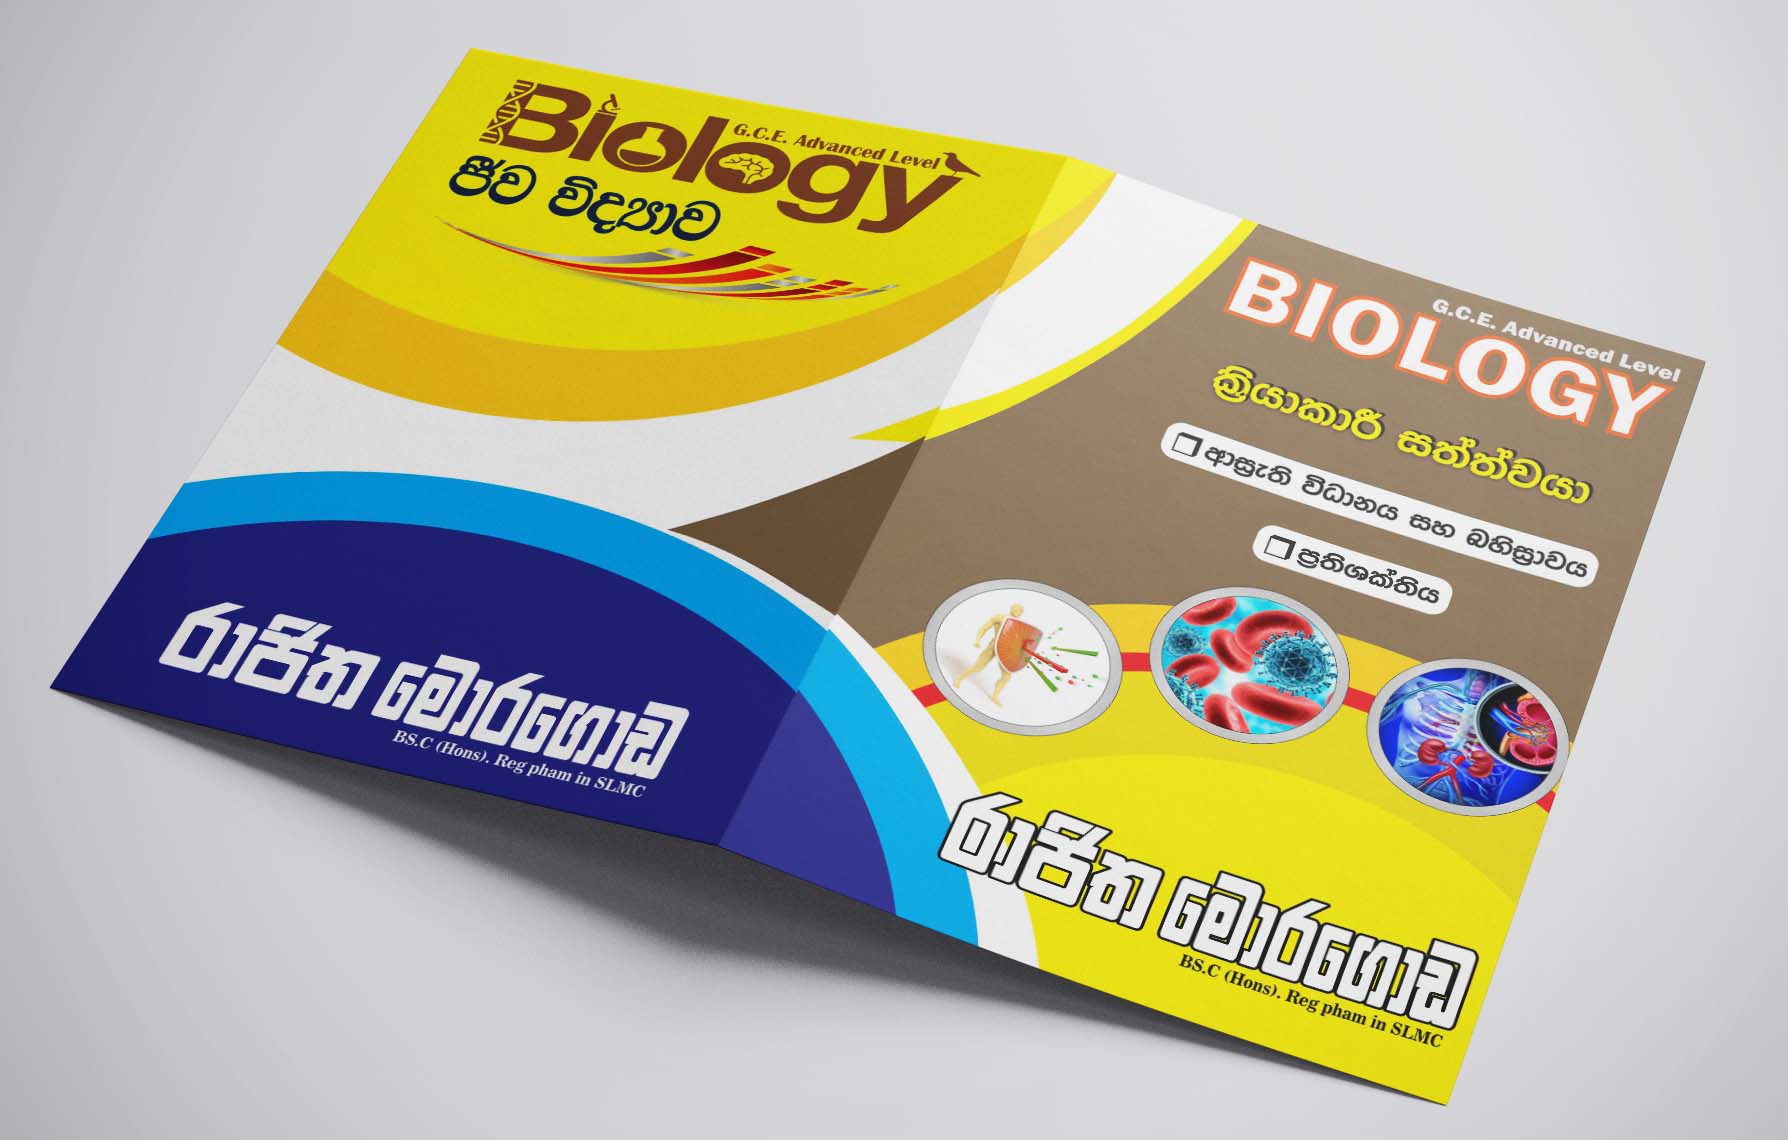 Biology
G.C.E. Advanced Level
ජීව විද්‍යාව
රාජිත මොරගොඩ
BS.C (Hons). Reg pham in SLMC
G.C.E. Advanced Level
BIOLOGY
ක්‍රියාකාරී සත්ත්වයා
ආස්‍රැති විධානය සහ බහිස්‍රාවය
ප්‍රතිශක්තිය
රාජිත මොරගොඩ
BS.C (Hons). Reg pham in SLMC